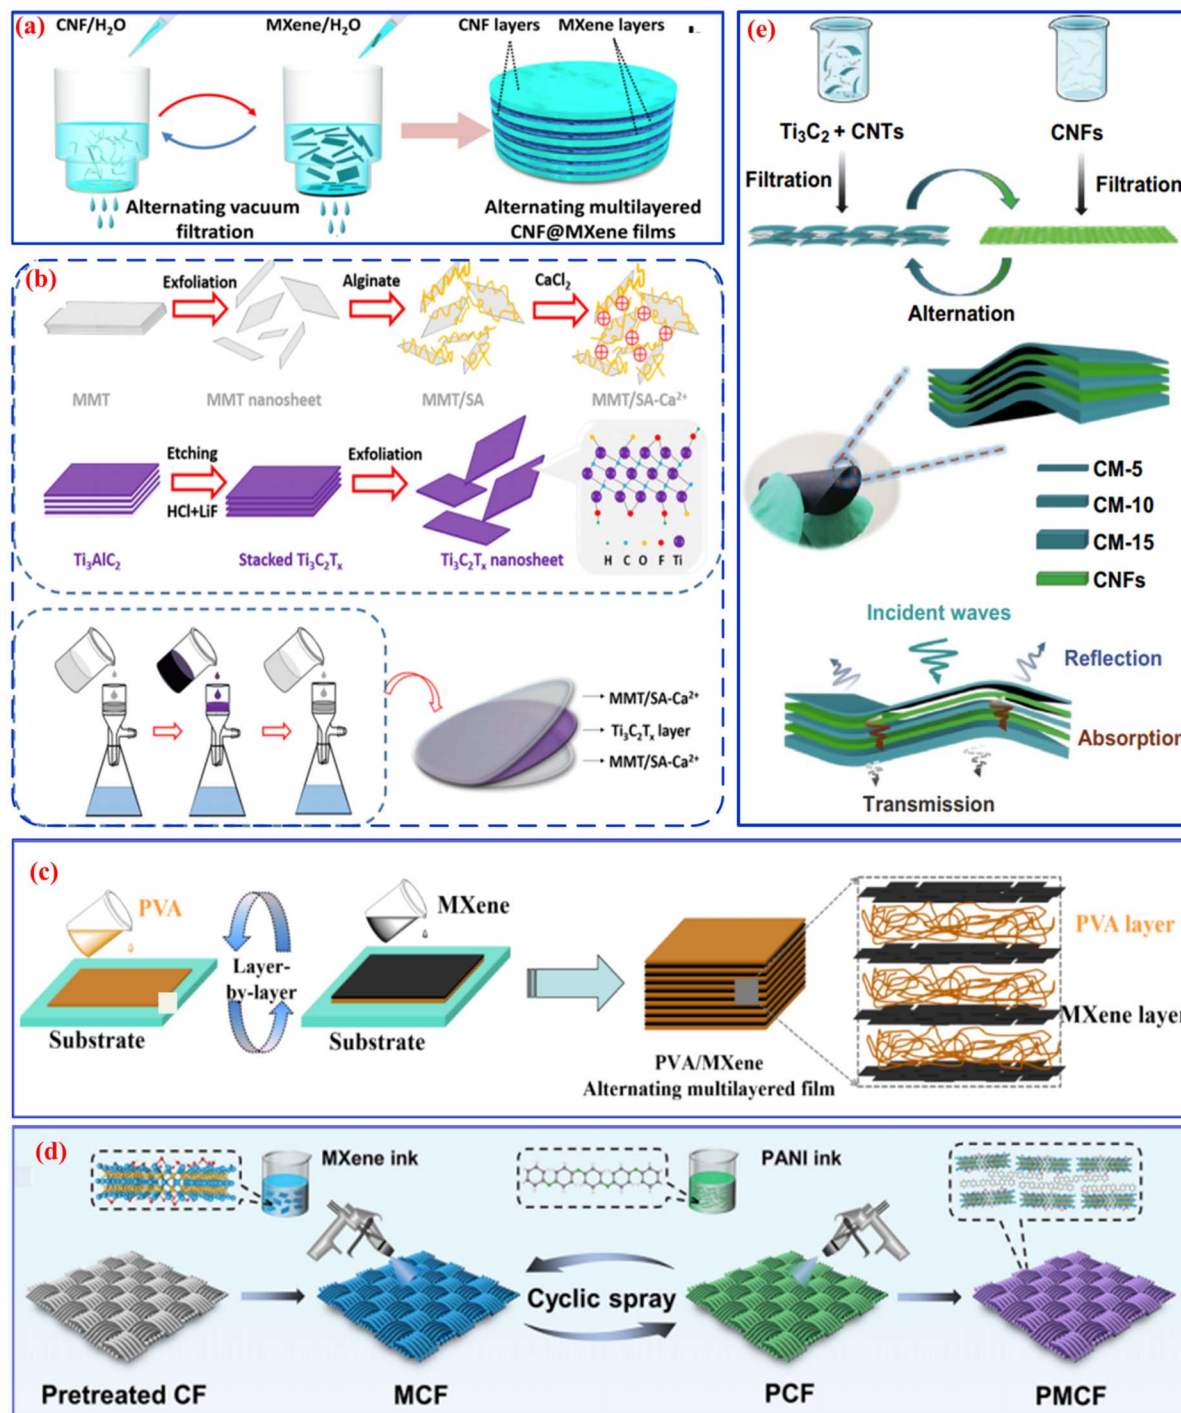 (a)
CNF/H₂O
MXene/H₂O
CNF layers
MXene layers
Alternating vacuum
filtration
Alternating multilayered
CNF@MXene films
(b)
Exfoliation
Alginate
CaCl₂
MMT
MMT nanosheet
MMT/SA
MMT/SA-Ca²⁺
Etching
HCl+LiF
Exfoliation
Ti₃AlC₂
Stacked Ti₃C₂Tₓ
Ti₃C₂Tₓ nanosheet
H C O F Ti
MMT/SA-Ca²⁺
Ti₃C₂Tₓ layer
MMT/SA-Ca²⁺
(e)
Ti₃C₂ + CNTs
CNFs
Filtration
Filtration
Alternation
CM-5
CM-10
CM-15
CNFs
Incident waves
Reflection
Absorption
Transmission
(c)
PVA
MXene
Layer-
by-layer
Substrate
Substrate
PVA/MXene
Alternating multilayered film
PVA layer
MXene layer
(d)
MXene ink
PANI ink
Cyclic spray
Pretreated CF
MCF
PCF
PMCF